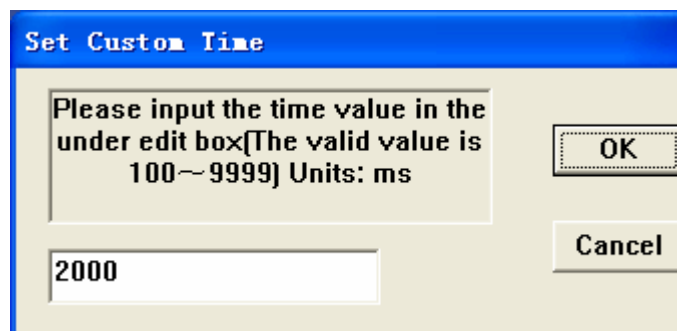 Set Custom Time
Please input the time value in the
under edit box(The valid value is
100～9999) Units: ms
OK
Cancel
2000